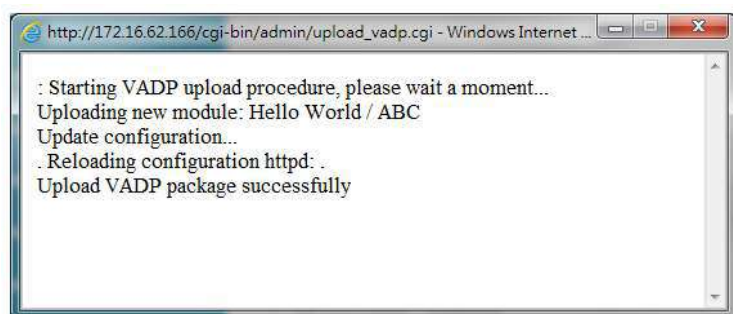 http://172.16.62.166/cgi-bin/admin/upload_vadp.cgi - Windows Internet ...
: Starting VADP upload procedure, please wait a moment...
Uploading new module: Hello World / ABC
Update configuration...
. Reloading configuration httpd: .
Upload VADP package successfully